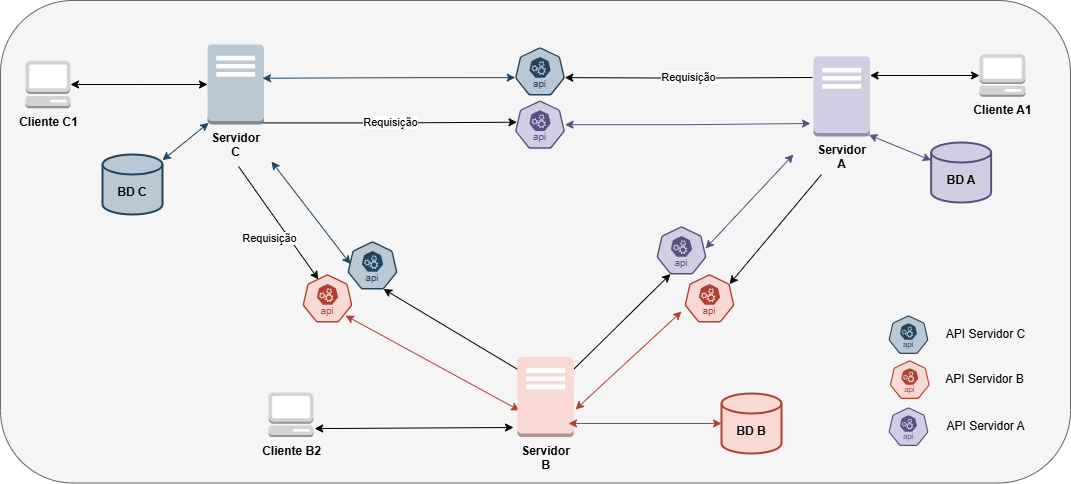 api
Requisição
Cliente C1
Servidor
C
Requisição
api
Servidor
A
Cliente A1
BD C
BD A
Requisição
api
api
api
api
api
API Servidor C
api
API Servidor B
api
API Servidor A
Cliente B2
Servidor
B
BD B